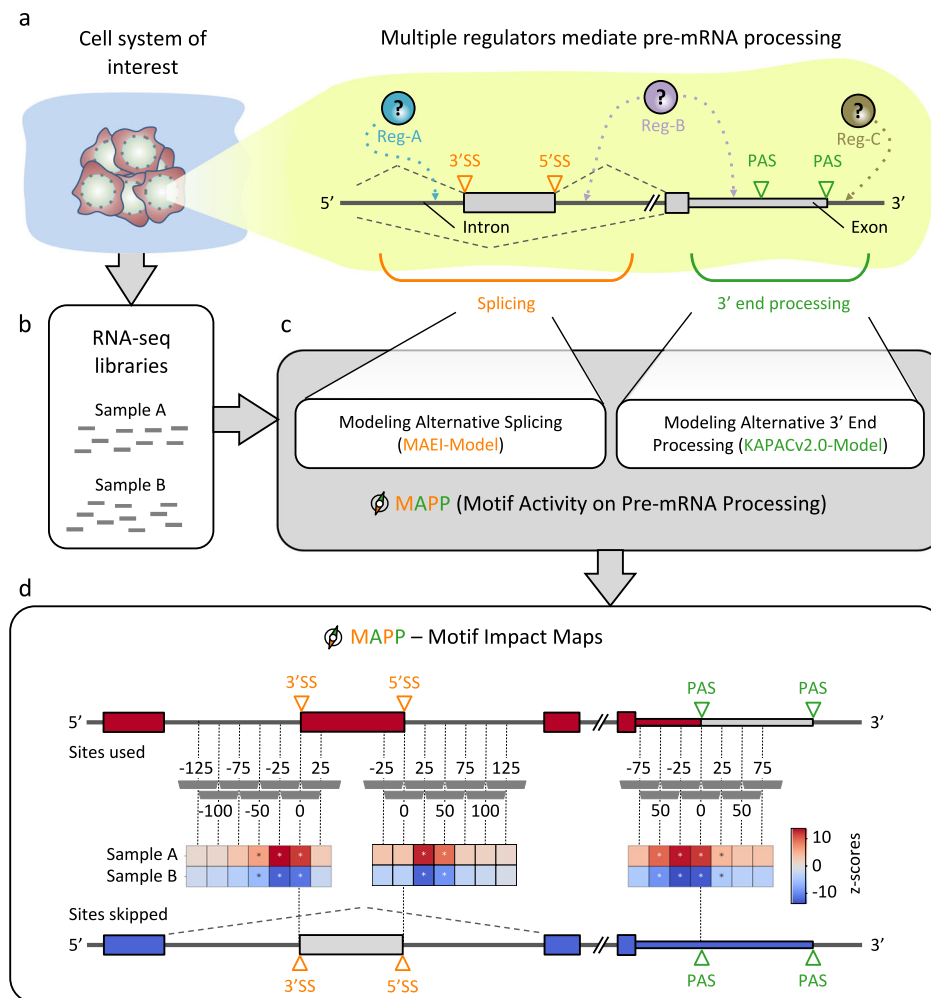 a
Cell system of
interest
Multiple regulators mediate pre-mRNA processing
?
?
?
Reg-A
Reg-B
Reg-C
3'SS
5'SS
PAS
PAS
5'
3'
Intron
Exon
Splicing
3' end processing
b
RNA-seq
libraries
Sample A
Sample B
c
Modeling Alternative Splicing
(MAEI-Model)
Modeling Alternative 3' End
Processing (KAPACv2.0-Model)
MAPP (Motif Activity on Pre-mRNA Processing)
d
MAPP – Motif Impact Maps
3'SS
5'SS
PAS
PAS
5'
3'
Sites used
-125 -75 -25 25
-25 25 75 125
-75 -25 25 75
-100 -50 0
0 50 100
50 0 50
Sample A
* * * * * * * * *
Sample B
* * * * * * * * *
10
0
-10
z-scores
Sites skipped
5'
3'
3'SS
5'SS
PAS
PAS